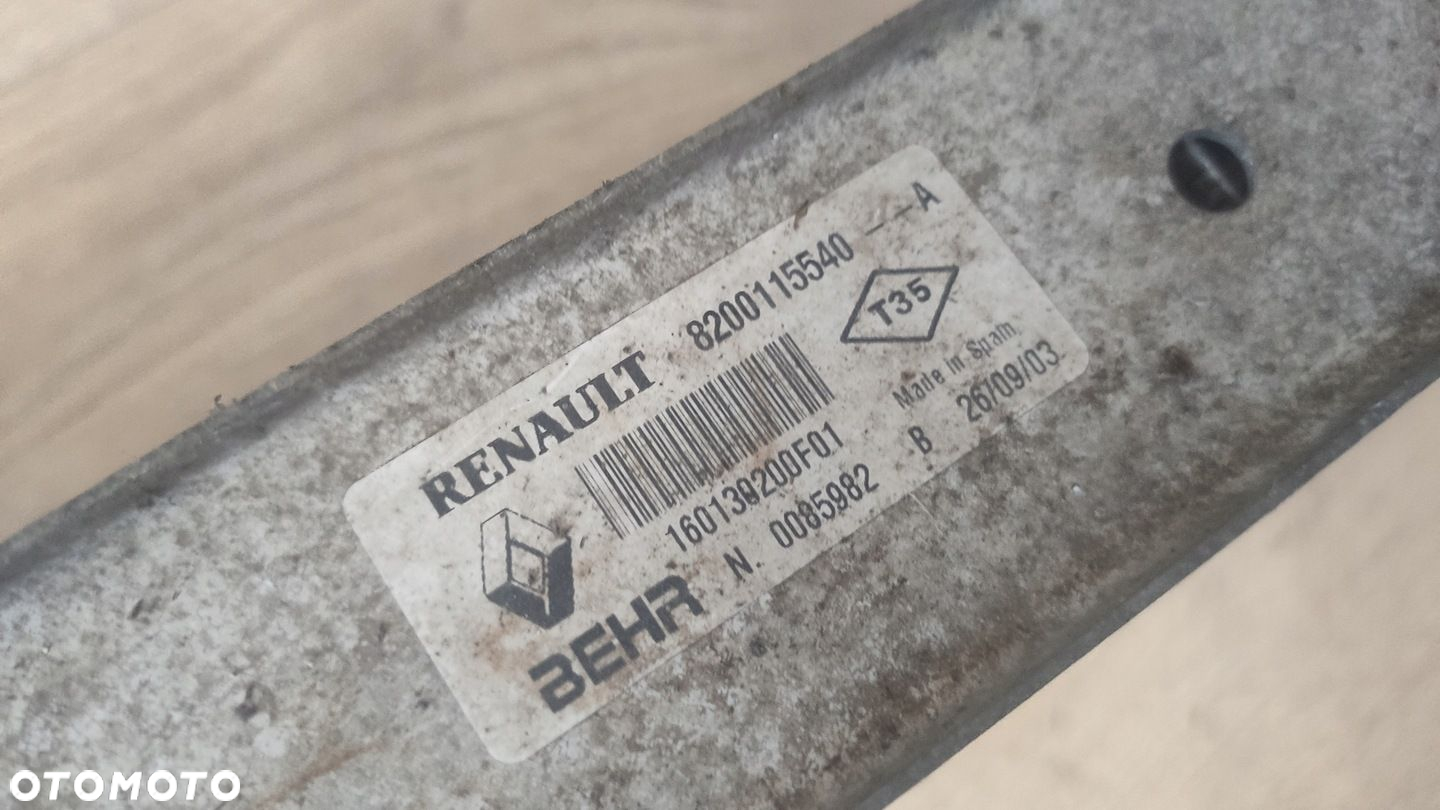 RENAULT 8200115540 -- A
T35
160139200F01
Made in Spain
BEHR N. 0085982 B 26/09/03
OTOMOTO